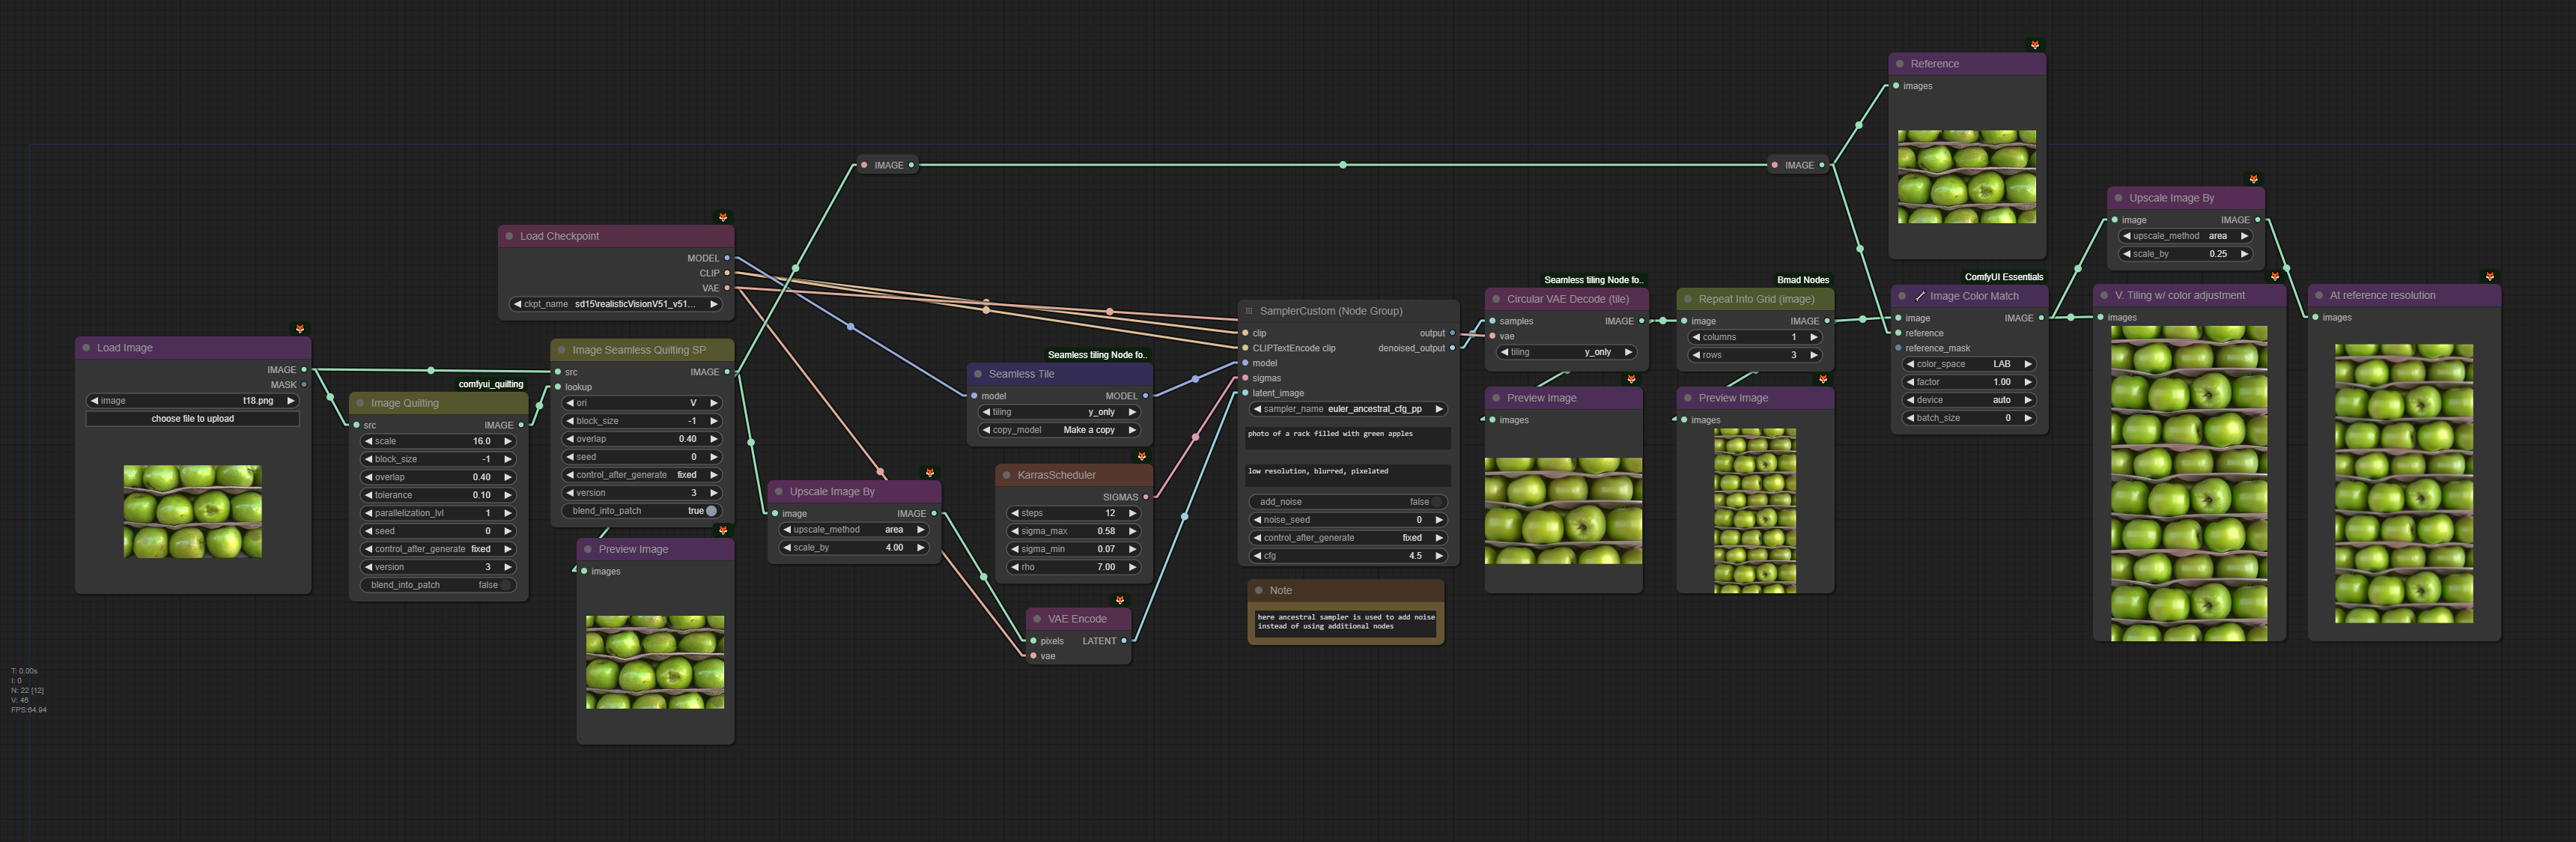 Load Image
IMAGE
MASK
image t18.png
choose file to upload
comfyui_quilting
Image Quilting
src IMAGE
scale 16.0
block_size -1
overlap 0.40
tolerance 0.10
parallelization_lvl 1
seed 0
control_after_generate fixed
version 3
blend_into_patch false
Load Checkpoint
MODEL
CLIP
VAE
ckpt_name sd15\realisticVisionV51_v51...
Image Seamless Quilting SP
src IMAGE
lookup
ori V
block_size -1
overlap 0.40
seed 0
control_after_generate fixed
version 3
blend_into_patch true
Preview Image
images
Upscale Image By
image IMAGE
upscale_method area
scale_by 4.00
IMAGE
IMAGE
Seamless tiling Node fo..
Seamless Tile
model MODEL
tiling y_only
copy_model Make a copy
KarrasScheduler
SIGMAS
steps 12
sigma_max 0.58
sigma_min 0.07
rho 7.00
VAE Encode
pixels LATENT
vae
SamplerCustom (Node Group)
clip output
CLIPTextEncode clip denoised_output
model
sigmas
latent_image
sampler_name euler_ancestral_cfg_pp
photo of a rack filled with green apples
low resolution, blurred, pixelated
add_noise false
noise_seed 0
control_after_generate fixed
cfg 4.5
Note
here ancestral sampler is used to add noise
instead of using additional nodes
Seamless tiling Node fo..
Circular VAE Decode (tile)
samples IMAGE
vae
tiling y_only
Preview Image
images
Bmad Nodes
Repeat Into Grid (image)
image IMAGE
columns 1
rows 3
Preview Image
images
Reference
images
ComfyUI Essentials
Image Color Match
image IMAGE
reference
reference_mask
color_space LAB
factor 1.00
device auto
batch_size 0
Upscale Image By
image IMAGE
upscale_method area
scale_by 0.25
V. Tiling w/ color adjustment
images
At reference resolution
images
T: 0.00s
I: 0
N: 22 [12]
V: 46
FPS:64.94